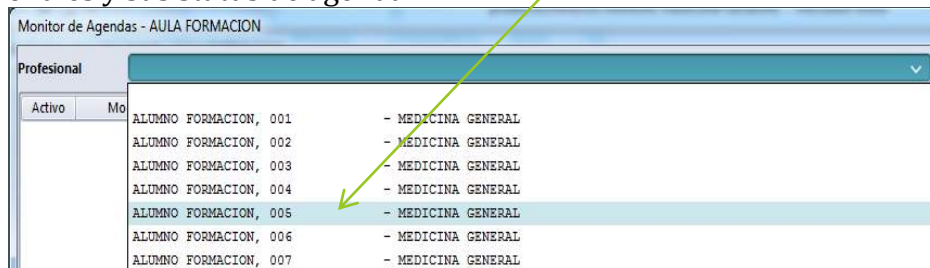 Monitor de Agendas - AULA FORMACION
Profesional
Activo Mo
ALUMNO FORMACION, 001 - MEDICINA GENERAL
ALUMNO FORMACION, 002 - MEDICINA GENERAL
ALUMNO FORMACION, 003 - MEDICINA GENERAL
ALUMNO FORMACION, 004 - MEDICINA GENERAL
ALUMNO FORMACION, 005 - MEDICINA GENERAL
ALUMNO FORMACION, 006 - MEDICINA GENERAL
ALUMNO FORMACION, 007 - MEDICINA GENERAL